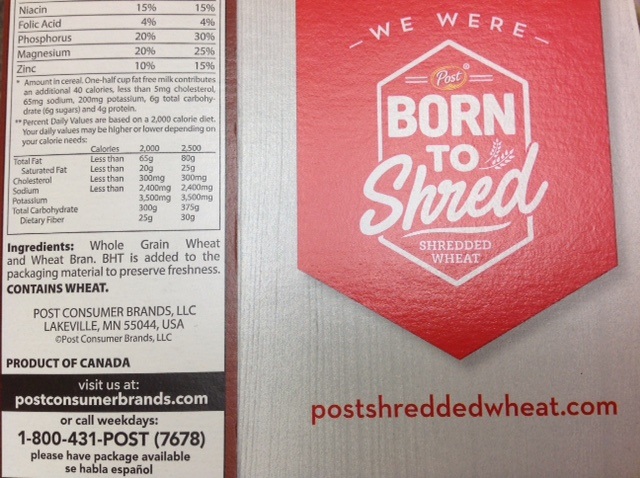 Niacin 15% 15%
Folic Acid 4% 4%
Phosphorus 20% 30%
Magnesium 20% 25%
Zinc 10% 15%
* Amount in cereal. One-half cup fat free milk contributes
an additional 40 calories, less than 5mg cholesterol,
65mg sodium, 200mg potassium, 6g total carbohy-
drate (6g sugars) and 4g protein.
** Percent Daily Values are based on a 2,000 calorie diet.
Your daily values may be higher or lower depending on
your calorie needs:
Calories 2,000 2,500
Total Fat Less than 65g 80g
Saturated Fat Less than 20g 25g
Cholesterol Less than 300mg 300mg
Sodium Less than 2,400mg 2,400mg
Potassium 3,500mg 3,500mg
Total Carbohydrate 300g 375g
Dietary Fiber 25g 30g
Ingredients: Whole Grain Wheat
and Wheat Bran. BHT is added to the
packaging material to preserve freshness.
CONTAINS WHEAT.
POST CONSUMER BRANDS, LLC
LAKEVILLE, MN 55044, USA
©Post Consumer Brands, LLC
PRODUCT OF CANADA
visit us at:
postconsumerbrands.com
or call weekdays:
1-800-431-POST (7678)
please have package available
se habla español
WE WERE
Post
BORN
TO
Shred
SHREDDED
WHEAT
postshreddedwheat.com